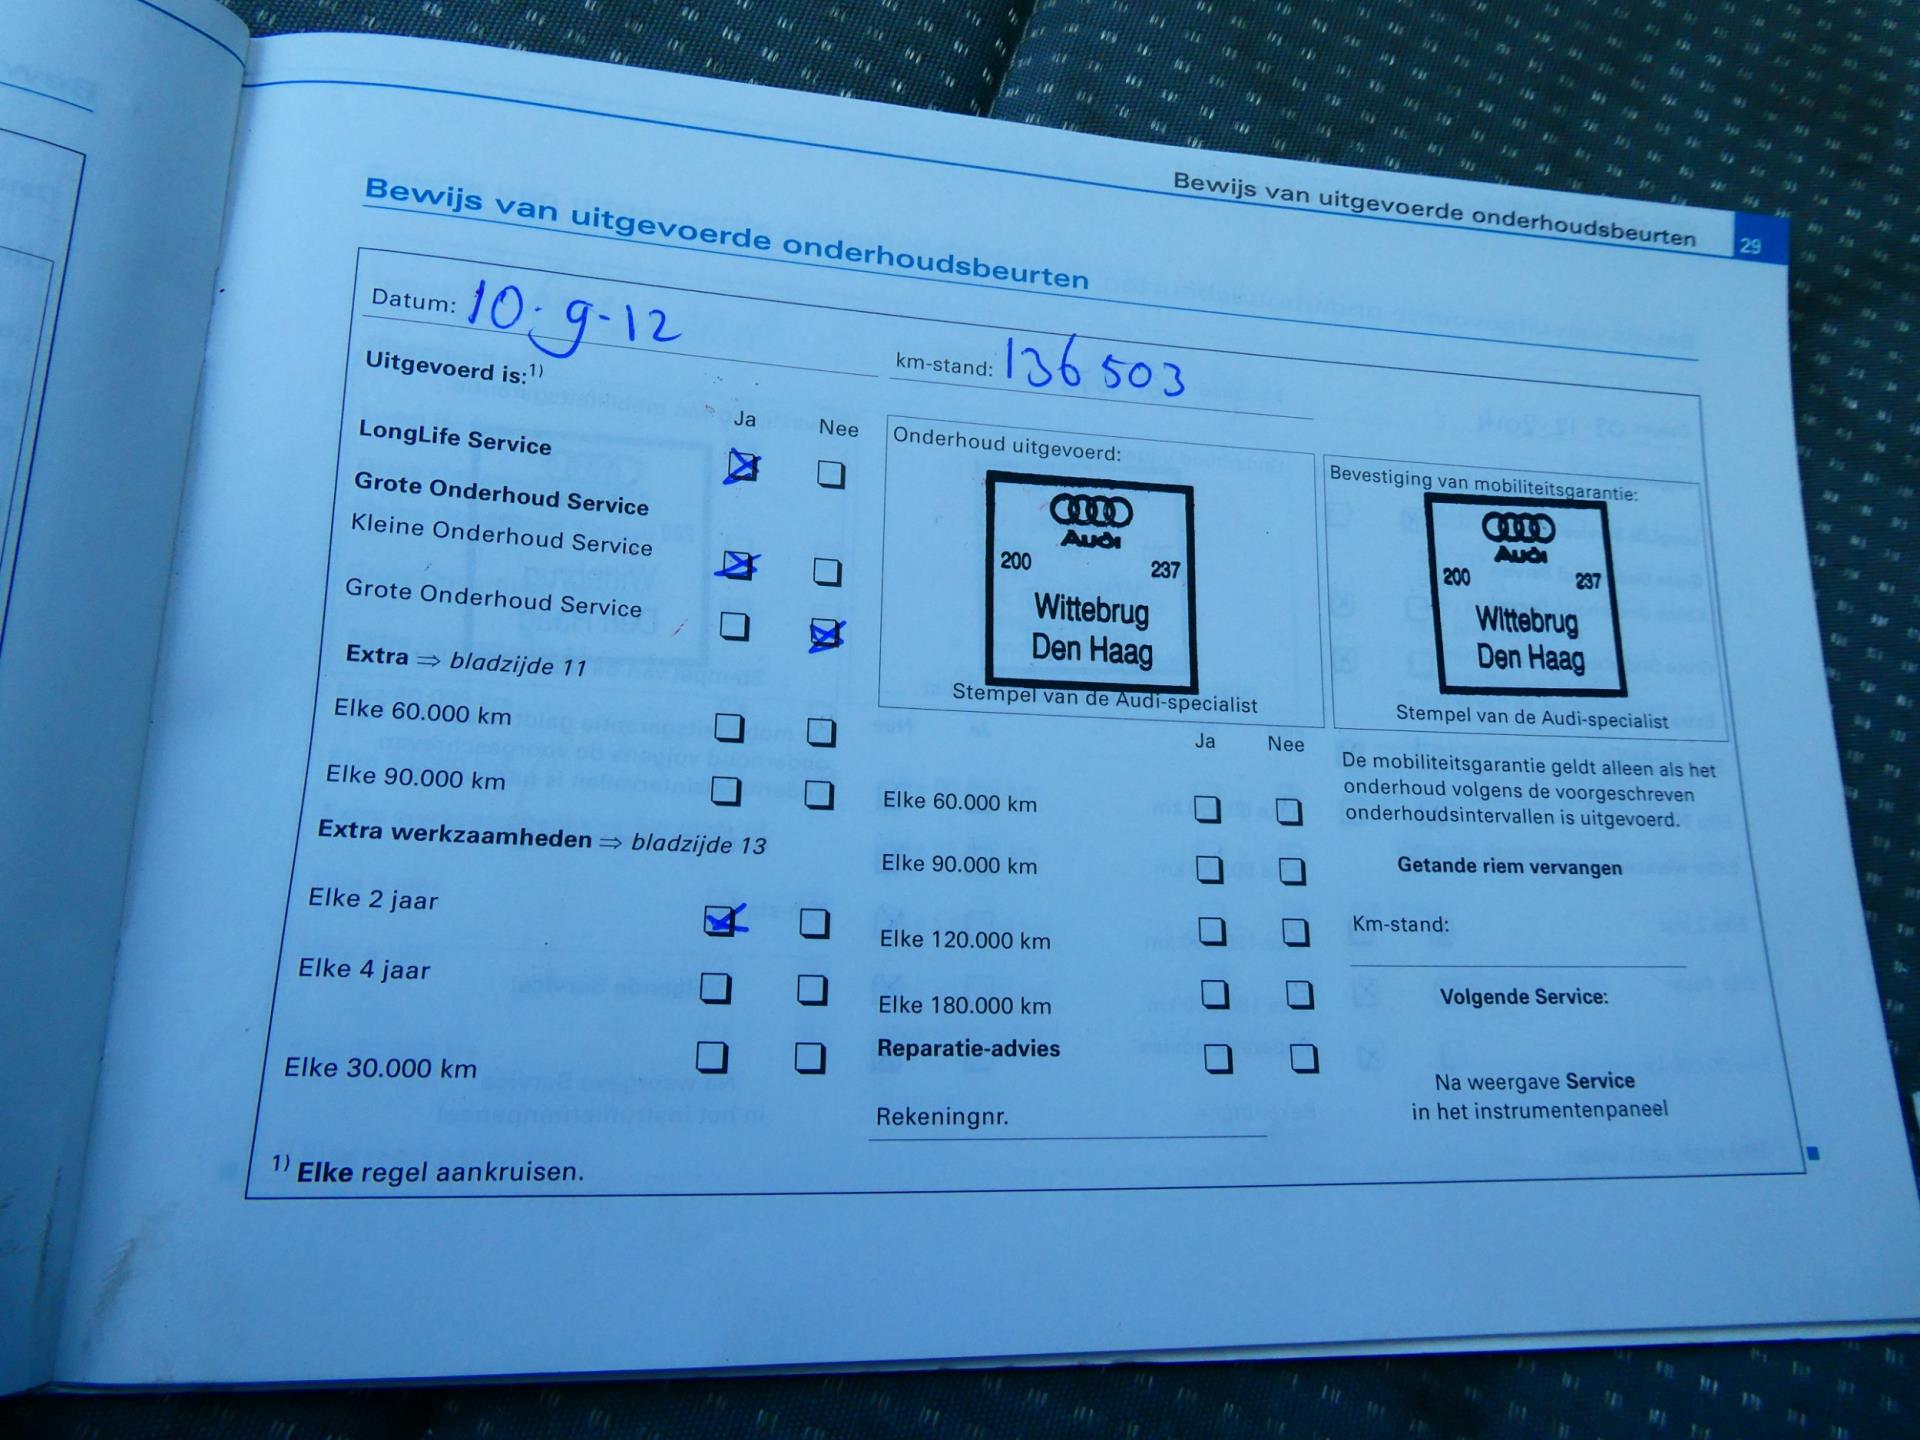 Bewijs van uitgevoerde onderhoudsbeurten
29
Bewijs van uitgevoerde onderhoudsbeurten
Datum: 10-9-12
km-stand: 136503
Uitgevoerd is:1)
Ja Nee
LongLife Service
Grote Onderhoud Service
Kleine Onderhoud Service
Grote Onderhoud Service
Extra ⇒ bladzijde 11
Elke 60.000 km
Elke 90.000 km
Extra werkzaamheden ⇒ bladzijde 13
Elke 2 jaar
Elke 4 jaar
Elke 30.000 km
1) Elke regel aankruisen.
Onderhoud uitgevoerd:
Audi
200 237
Wittebrug
Den Haag
Stempel van de Audi-specialist
Ja Nee
Elke 60.000 km
Elke 90.000 km
Elke 120.000 km
Elke 180.000 km
Reparatie-advies
Rekeningnr.
Bevestiging van mobiliteitsgarantie:
Audi
200 237
Wittebrug
Den Haag
Stempel van de Audi-specialist
De mobiliteitsgarantie geldt alleen als het
onderhoud volgens de voorgeschreven
onderhoudsintervallen is uitgevoerd.
Getande riem vervangen
Km-stand:
Volgende Service:
Na weergave Service
in het instrumentenpaneel